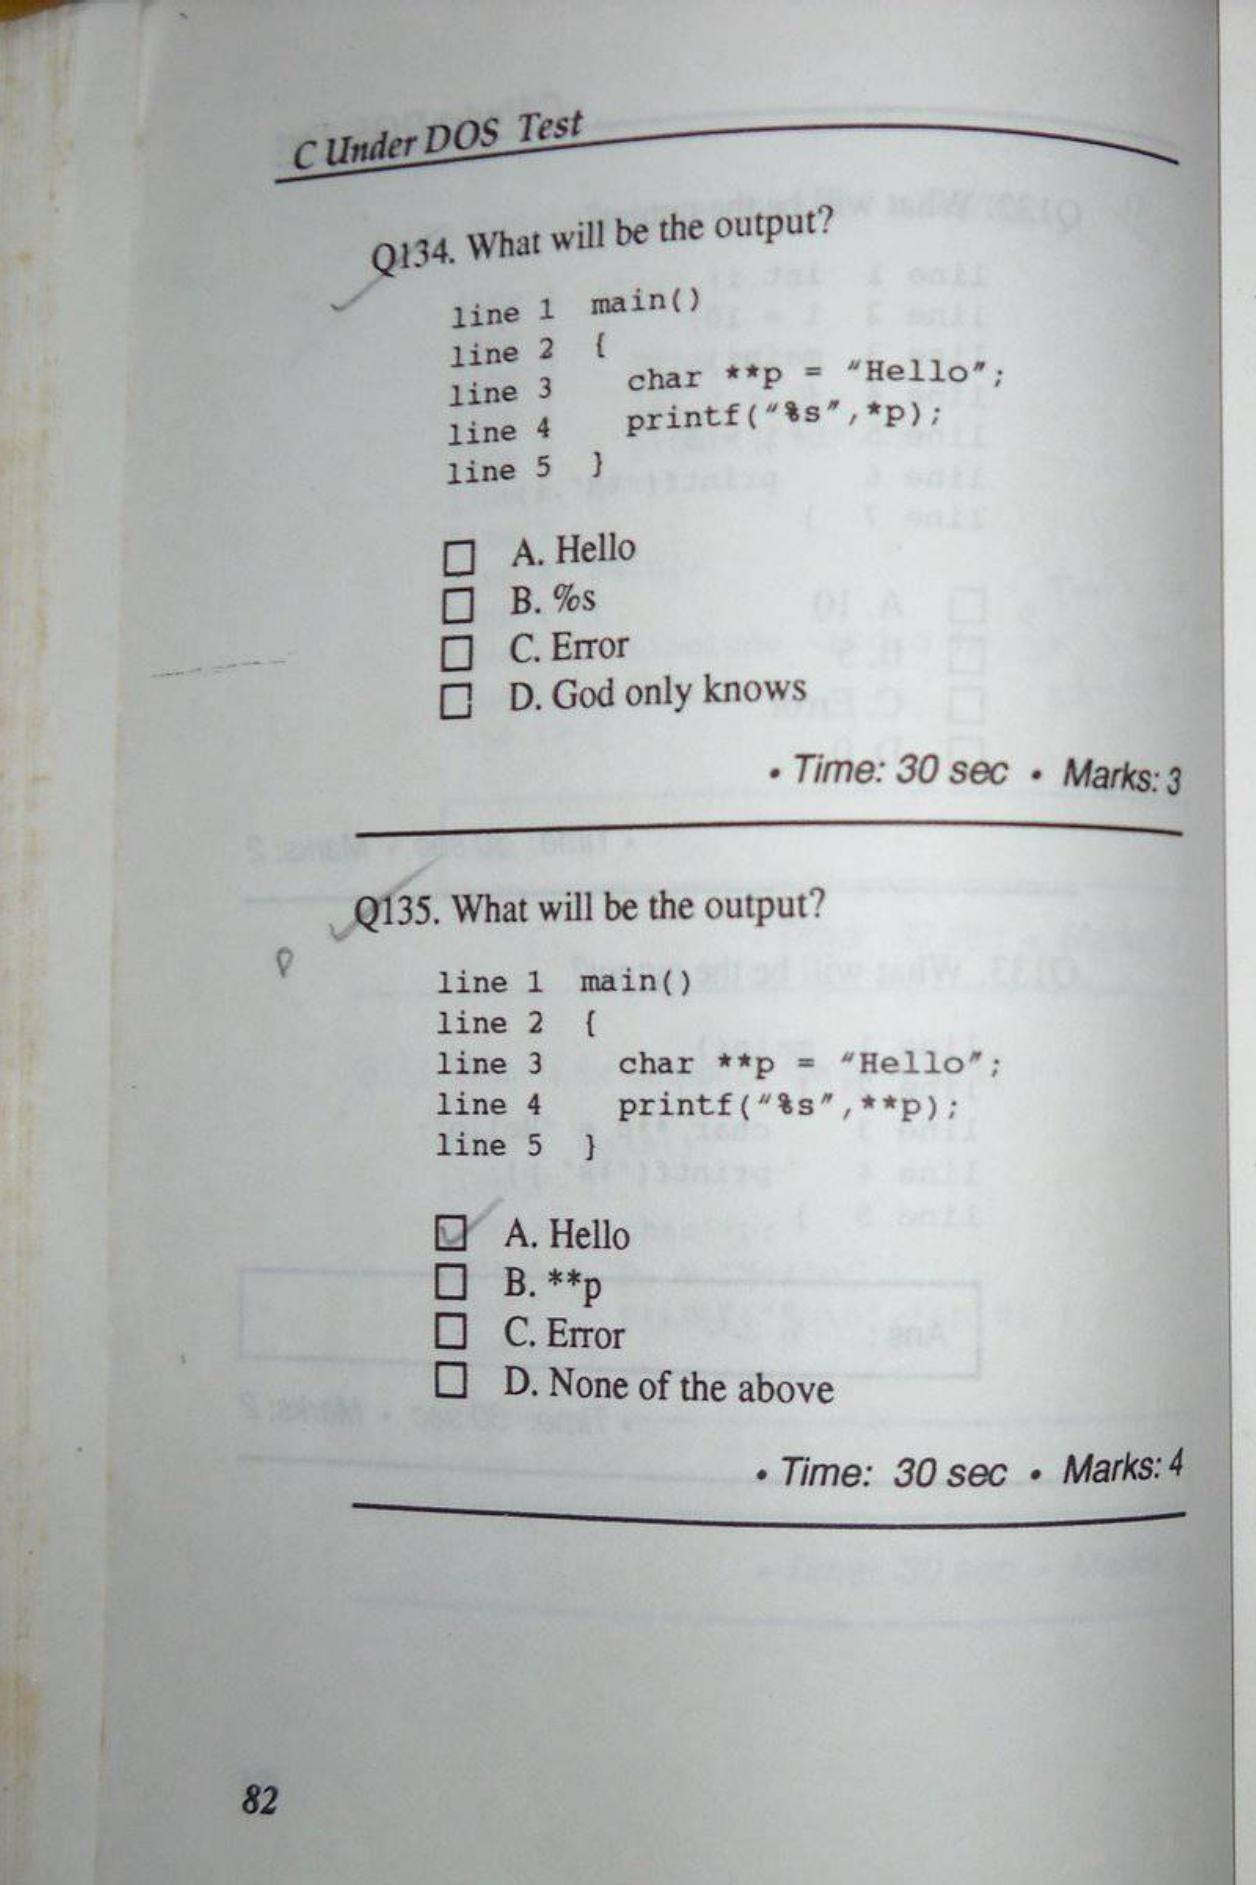 C Under DOS Test
Q134. What will be the output?
line 1 main()
line 2 {
line 3 char **p = "Hello";
line 4 printf("%s",*p);
line 5 }
A. Hello
B. %s
C. Error
D. God only knows
• Time: 30 sec • Marks: 3
Q135. What will be the output?
line 1 main()
line 2 {
line 3 char **p = "Hello";
line 4 printf("%s",**p);
line 5 }
A. Hello
B. **p
C. Error
D. None of the above
• Time: 30 sec • Marks: 4
82